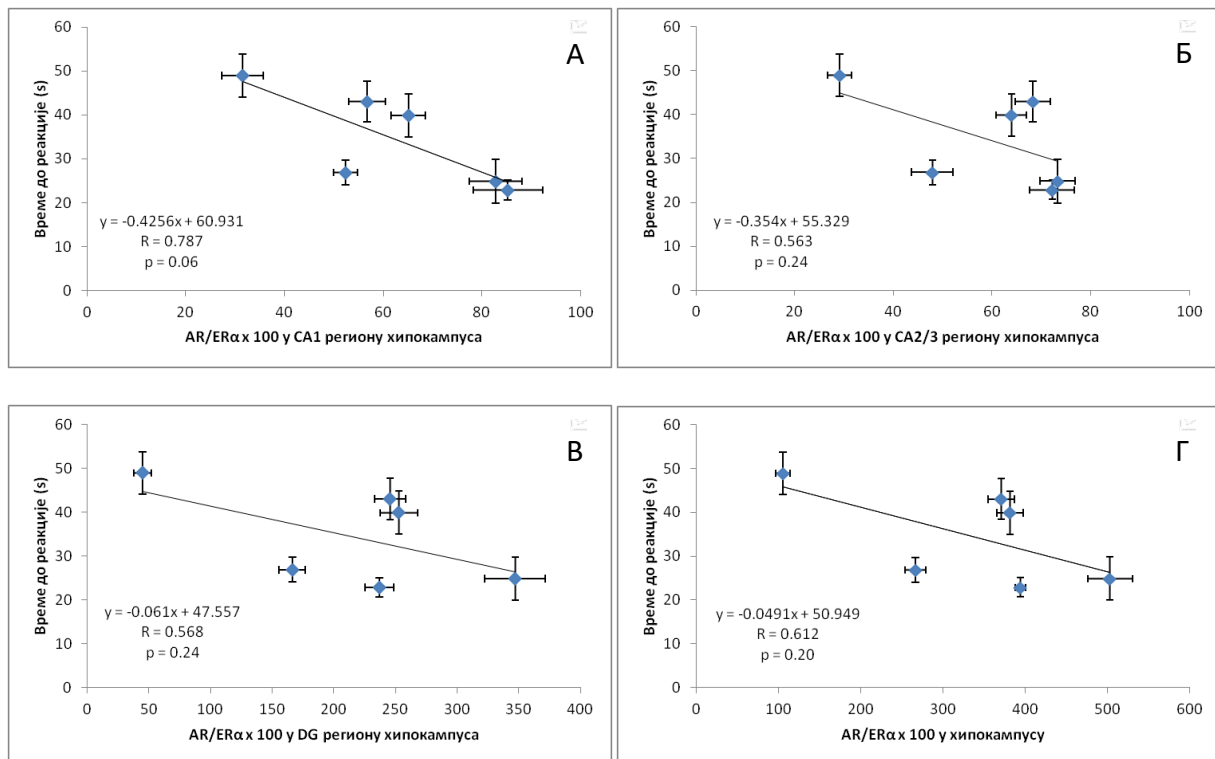 А
Време до реакције (s)
60
50
40
30
20
10
0
y = -0.4256x + 60.931
R = 0.787
p = 0.06
0 20 40 60 80 100
AR/ERα x 100 у CA1 региону хипокампуса
Б
Време до реакције (s)
60
50
40
30
20
10
0
y = -0.354x + 55.329
R = 0.563
p = 0.24
0 20 40 60 80 100
AR/ERα x 100 у CA2/3 региону хипокампуса
В
Време до реакције (s)
60
50
40
30
20
10
0
y = -0.061x + 47.557
R = 0.568
p = 0.24
0 50 100 150 200 250 300 350 400
AR/ERα x 100 у DG региону хипокампуса
Г
Време до реакције (s)
60
50
40
30
20
10
0
y = -0.0491x + 50.949
R = 0.612
p = 0.20
0 100 200 300 400 500 600
AR/ERα x 100 у хипокампусу